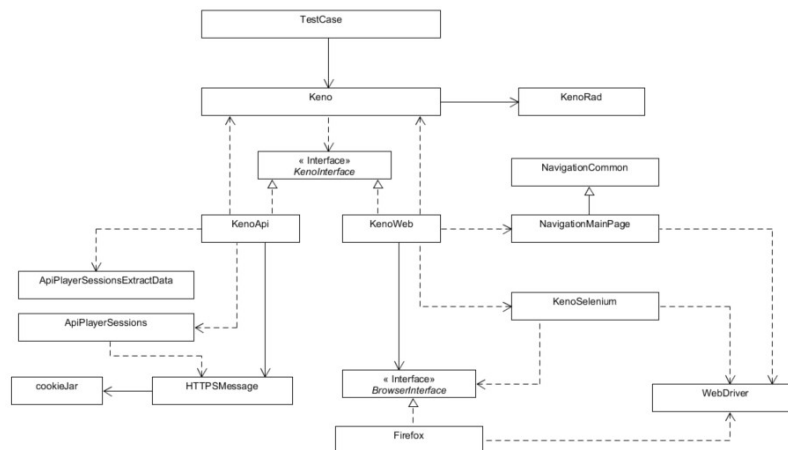 TestCase
Keno
KenoRad
« Interface»
KenoInterface
NavigationCommon
KenoApi
KenoWeb
NavigationMainPage
ApiPlayerSessionsExtractData
KenoSelenium
ApiPlayerSessions
« Interface»
BrowserInterface
cookieJar
HTTPSMessage
WebDriver
Firefox